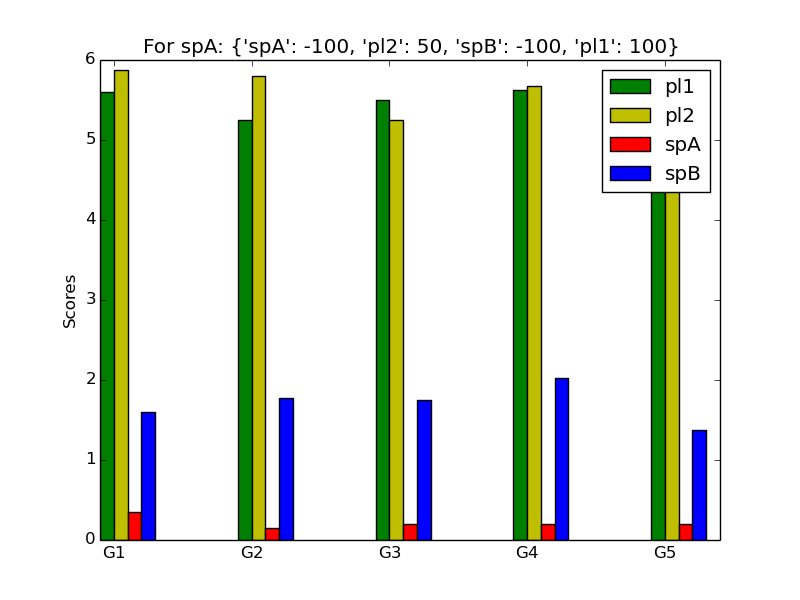 For spA: {'spA': -100, 'pl2': 50, 'spB': -100, 'pl1': 100}
6
5
4
3
2
1
0
Scores
pl1
pl2
spA
spB
G1 G2 G3 G4 G5